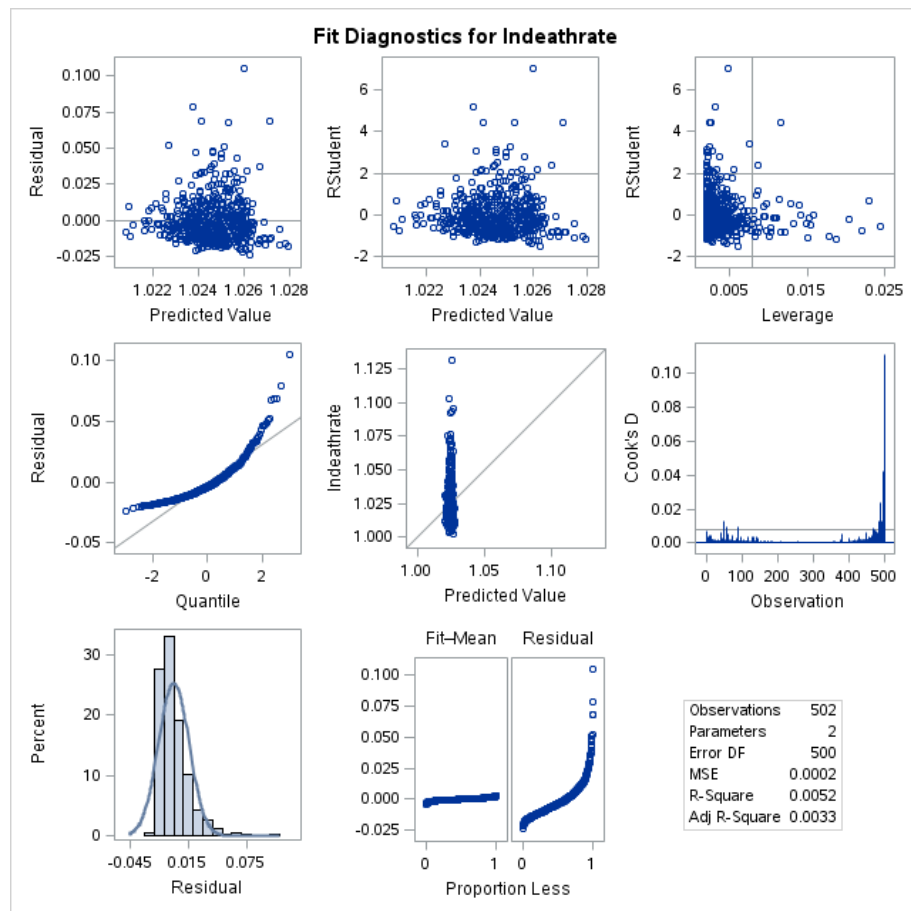 Fit Diagnostics for Indeathrate
0.100
0.075
0.050
0.025
0.000
-0.025
Residual
1.022 1.024 1.026 1.028
Predicted Value
6
4
2
0
-2
RStudent
1.022 1.024 1.026 1.028
Predicted Value
6
4
2
0
-2
RStudent
0.005 0.015 0.025
Leverage
0.10
0.05
0.00
-0.05
Residual
-2 0 2
Quantile
1.125
1.100
1.075
1.050
1.025
1.000
Indeathrate
1.00 1.05 1.10
Predicted Value
0.10
0.08
0.06
0.04
0.02
0.00
Cook's D
0 100 200 300 400 500
Observation
30
20
10
0
Percent
-0.045 0.015 0.075
Residual
Fit–Mean Residual
0.100
0.075
0.050
0.025
0.000
-0.025
0 1 0 1
Proportion Less
Observations 502
Parameters 2
Error DF 500
MSE 0.0002
R-Square 0.0052
Adj R-Square 0.0033